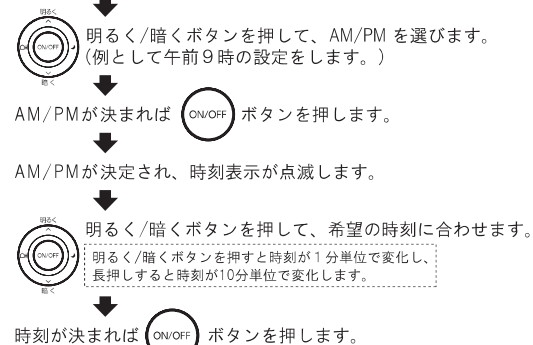 明るく
明るく/暗くボタンを押して、AM/PM を選びます。
ON/OFF
(例として午前9時の設定をします。)
暗く
AM/PMが決まれば ON/OFF ボタンを押します。
AM/PMが決定され、時刻表示が点滅します。
明るく
明るく/暗くボタンを押して、希望の時刻に合わせます。
ON/OFF
明るく/暗くボタンを押すと時刻が1分単位で変化し、
長押しすると時刻が10分単位で変化します。
暗く
時刻が決まれば ON/OFF ボタンを押します。